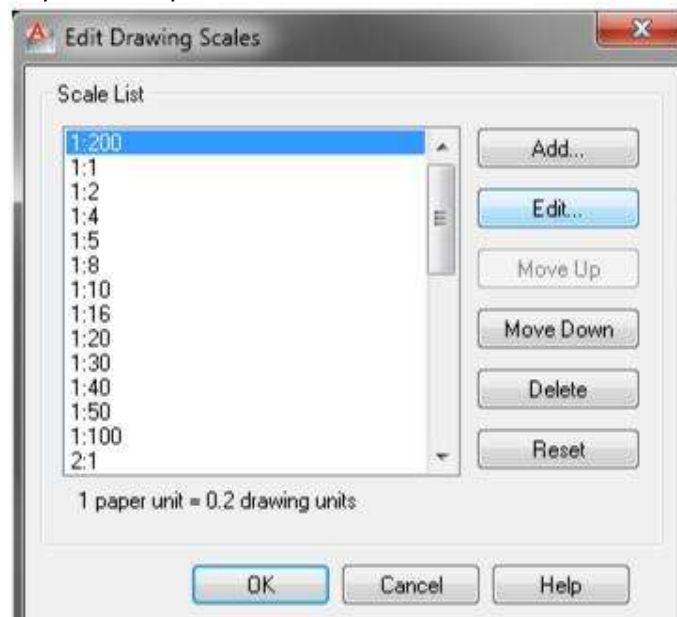 Edit Drawing Scales
Scale List
1:200
1:1
1:2
1:4
1:5
1:8
1:10
1:16
1:20
1:30
1:40
1:50
1:100
2:1
Add...
Edit...
Move Up
Move Down
Delete
Reset
1 paper unit = 0.2 drawing units
OK
Cancel
Help